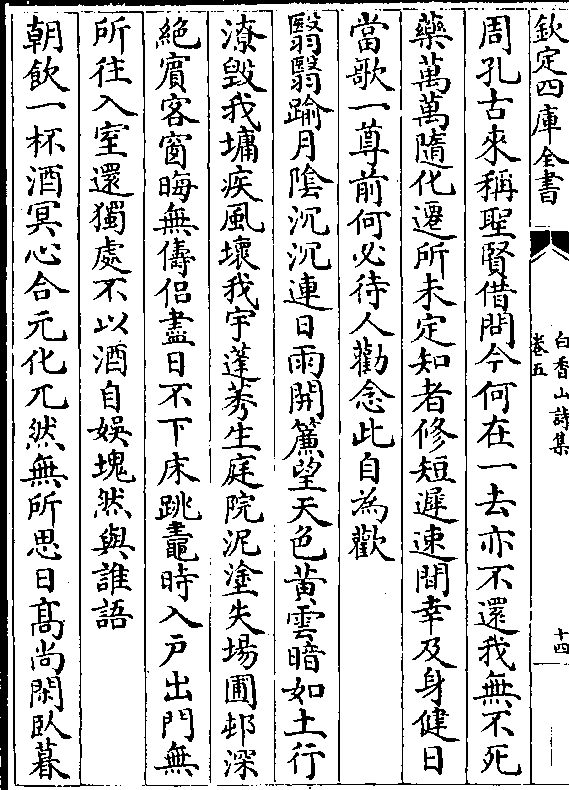 欽定四庫全書
白香山詩集
卷五
十四
周孔古來稱聖賢借問今何在一去亦不還我無不死
藥萬萬隨化遷所未定知者修短遲速間幸及身健日
當歌一尊前何必待人勸念此自為歡
翳翳踰月隂沉沉連日雨開簾望天色黄雲暗如土行
潦毁我墉疾風壞我宇蓬莠生庭院泥塗失場圃邨深
絶賔客窗晦無儔侣盡日不下床跳鼃時入戸出門無
所往入室還獨處不以酒自娯塊然與誰語
朝飲一杯酒冥心合元化兀然無所思日髙尚閑臥暮